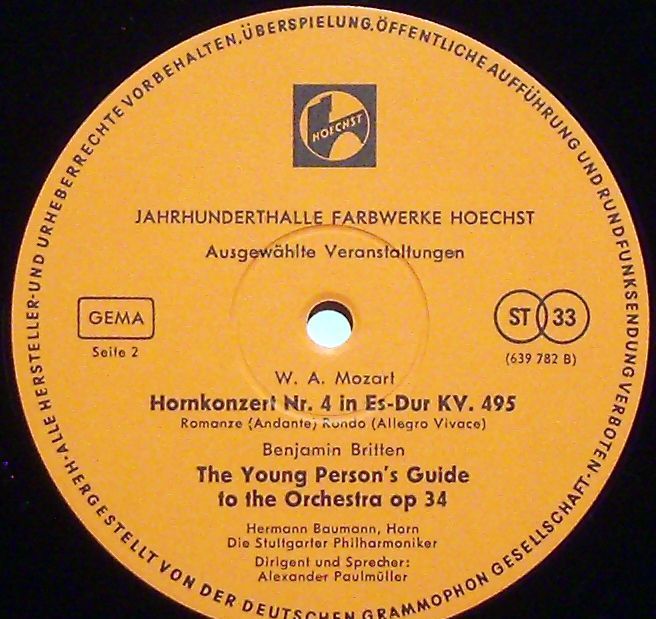 ALLE HERSTELLER-UND URHEBERRECHTE VORBEHALTEN. ÜBERSPIELUNG, ÖFFENTLICHE AUFFÜHRUNG UND RUNDFUNKSENDUNG VERBOTEN
HOECHST
JAHRHUNDERTHALLE FARBWERKE HOECHST
Ausgewählte Veranstaltungen
GEMA
ST 33
Seite 2
(639 782 B)
W. A. Mozart
Hornkonzert Nr. 4 in Es-Dur KV. 495
Romanze (Andante) Rondo (Allegro Vivace)
Benjamin Britten
The Young Person's Guide
to the Orchestra op 34
Hermann Baumann, Horn
Die Stuttgarter Philharmoniker
Dirigent und Sprecher:
Alexander Paulmüller
HERGESTELLT VON DER DEUTSCHEN GRAMMOPHON GESELLSCHAFT